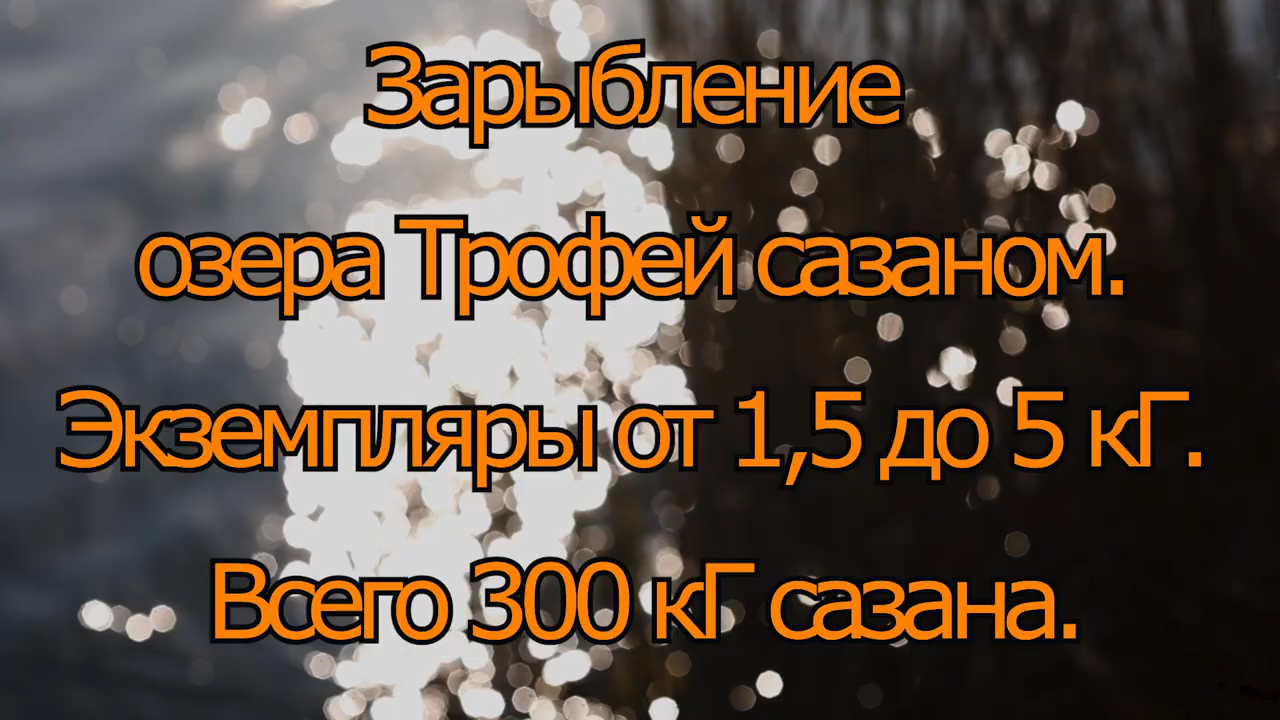 Зарыбление
озера Трофей сазаном.
Экземпляры от 1,5 до 5 кГ.
Всего 300 кГ сазана.